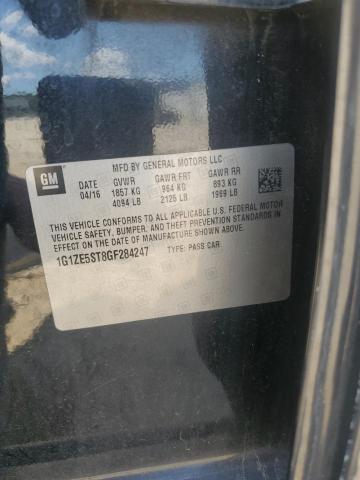 MFD BY GENERAL MOTORS LLC
GM DATE GVWR GAWR FRT GAWR RR
04/16 1857 KG 964 KG 893 KG
4094 LB 2125 LB 1969 LB
THIS VEHICLE CONFORMS TO ALL APPLICABLE U.S. FEDERAL MOTOR
VEHICLE SAFETY, BUMPER, AND THEFT PREVENTION STANDARDS IN
EFFECT ON THE DATE OF MANUFACTURE SHOWN ABOVE.
1G1ZE5ST8GF284247 TYPE: PASS CAR